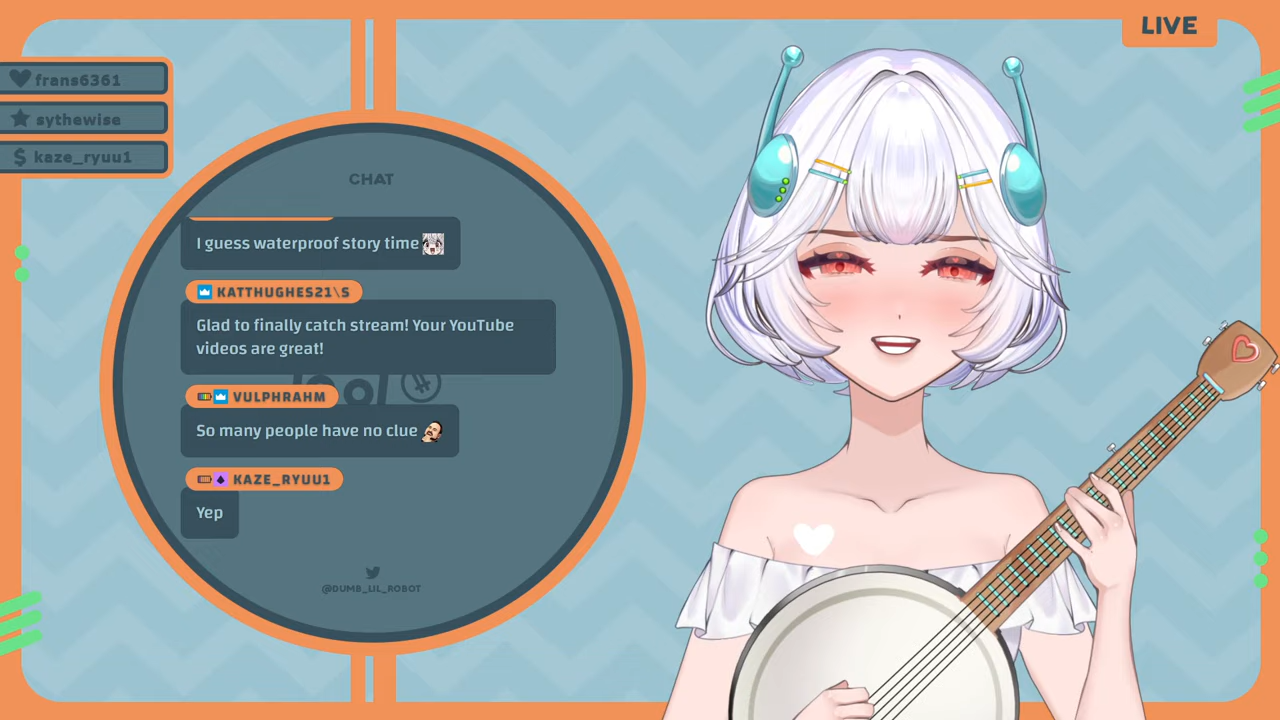 LIVE
frans6361
sythewise
$ kaze_ryuu1
CHAT
I guess waterproof story time
KATTHUGHES21\S
Glad to finally catch stream! Your YouTube
videos are great!
VULPHRAHM
So many people have no clue
KAZE_RYUU1
Yep
@DUMB_LIL_ROBOT